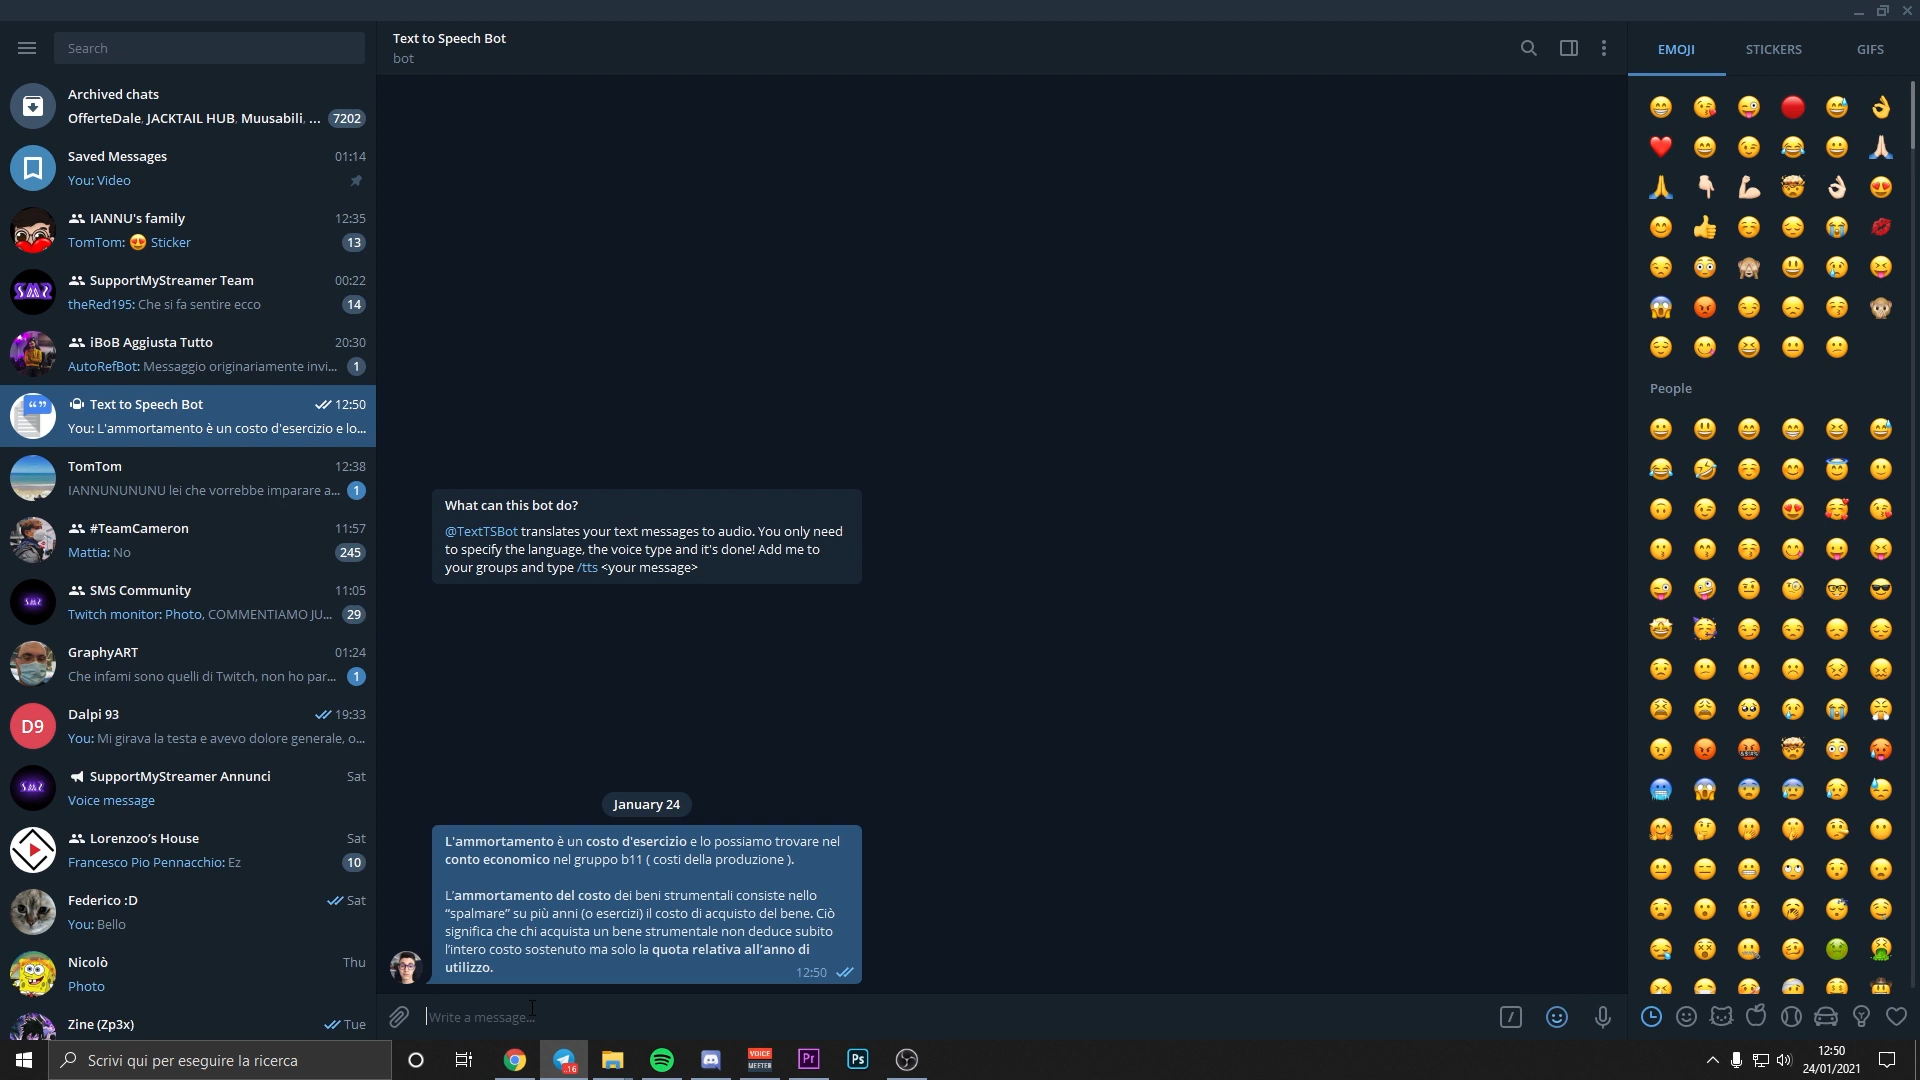 Search
Archived chats
OfferteDale, JACKTAIL HUB, Muusabili, ... 7202
Saved Messages 01:14
You: Video
IANNU's family 12:35
TomTom: 😍 Sticker 13
SupportMyStreamer Team 00:22
theRed195: Che si fa sentire ecco 14
iBoB Aggiusta Tutto 20:30
AutoRefBot: Messaggio originariamente invi... 1
Text to Speech Bot 12:50
You: L'ammortamento è un costo d'esercizio e lo...
TomTom 12:38
IANNUNUNUNU lei che vorrebbe imparare a... 1
#TeamCameron 11:57
Mattia: No 245
SMS Community 11:05
Twitch monitor: Photo, COMMENTIAMO JU... 29
GraphyART 01:24
Che infami sono quelli di Twitch, non ho par... 1
D9
Dalpi 93 19:33
You: Mi girava la testa e avevo dolore generale, o...
SupportMyStreamer Annunci Sat
Voice message
Lorenzoo's House Sat
Francesco Pio Pennacchio: Ez 10
Federico :D Sat
You: Bello
Nicolò Thu
Photo
Zine (Zp3x) Tue
Text to Speech Bot
bot
What can this bot do?
@TextTSBot translates your text messages to audio. You only need
to specify the language, the voice type and it's done! Add me to
your groups and type /tts <your message>
January 24
L'ammortamento è un costo d'esercizio e lo possiamo trovare nel
conto economico nel gruppo b11 ( costi della produzione ).
L'ammortamento del costo dei beni strumentali consiste nello
“spalmare” su più anni (o esercizi) il costo di acquisto del bene. Ciò
significa che chi acquista un bene strumentale non deduce subito
l'intero costo sostenuto ma solo la quota relativa all'anno di
utilizzo.
12:50
Write a message...
EMOJI STICKERS GIFS
People
Scrivi qui per eseguire la ricerca
..16
VOICE
MEETER
Pr
Ps
12:50
24/01/2021